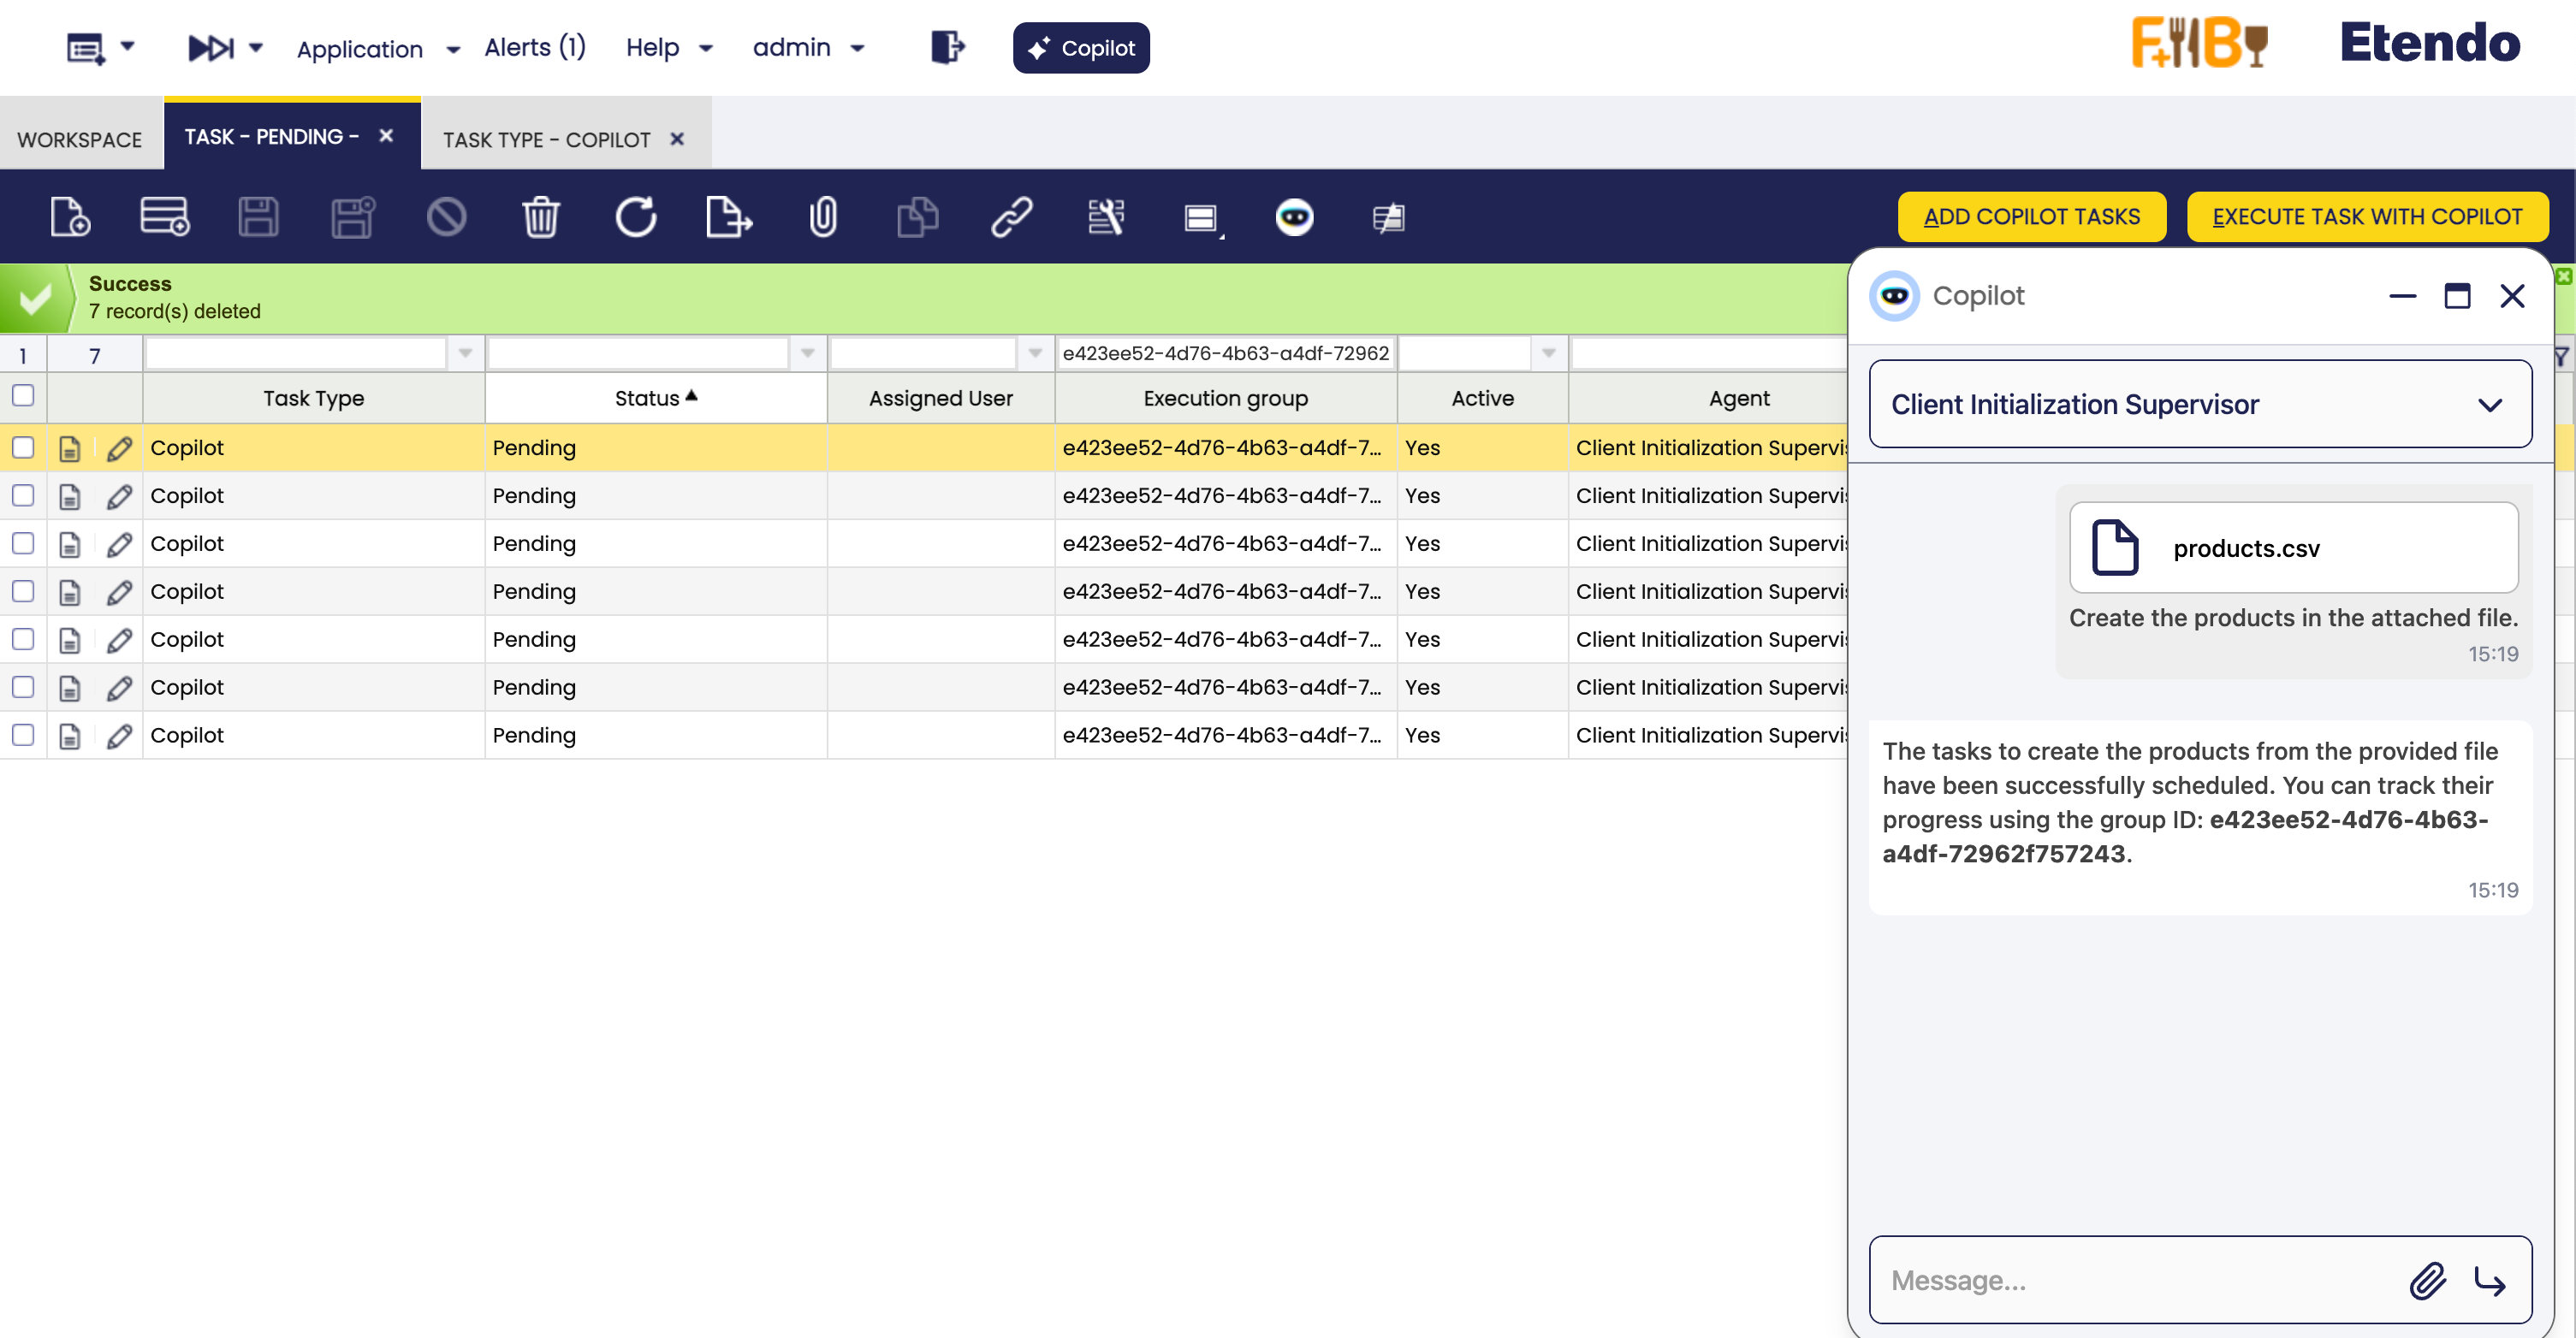 Application
Alerts (1)
Help
admin
Copilot
F+B
Etendo
WORKSPACE
TASK - PENDING -
TASK TYPE - COPILOT
ADD COPILOT TASKS
EXECUTE TASK WITH COPILOT
Success
7 record(s) deleted
1 7 e423ee52-4d76-4b63-a4df-72962
Task Type Status Assigned User Execution group Active Agent
Copilot Pending e423ee52-4d76-4b63-a4df-7... Yes Client Initialization Supervis
Copilot Pending e423ee52-4d76-4b63-a4df-7... Yes Client Initialization Supervis
Copilot Pending e423ee52-4d76-4b63-a4df-7... Yes Client Initialization Supervis
Copilot Pending e423ee52-4d76-4b63-a4df-7... Yes Client Initialization Supervis
Copilot Pending e423ee52-4d76-4b63-a4df-7... Yes Client Initialization Supervis
Copilot Pending e423ee52-4d76-4b63-a4df-7... Yes Client Initialization Supervis
Copilot Pending e423ee52-4d76-4b63-a4df-7... Yes Client Initialization Supervis
Copilot
Client Initialization Supervisor
products.csv
Create the products in the attached file.
15:19
The tasks to create the products from the provided file
have been successfully scheduled. You can track their
progress using the group ID: e423ee52-4d76-4b63-
a4df-72962f757243.
15:19
Message...